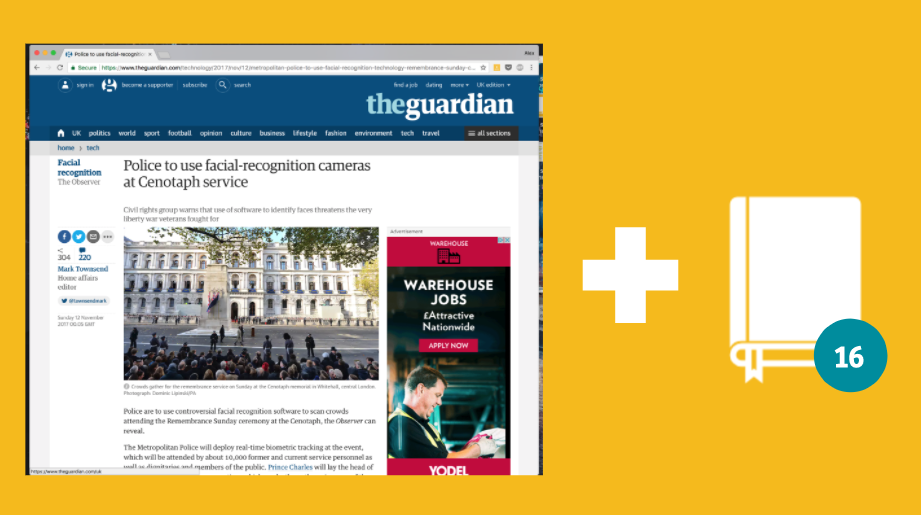 Police to use facial-recogniti
Alex
Secure https://www.theguardian.com/technology/2017/nov/12/metropolitan-police-to-use-facial-recognition-technology-remembrance-sunday-c...
sign in become a supporter subscribe search find a job dating more UK edition
theguardian
UK politics world sport football opinion culture business lifestyle fashion environment tech travel all sections
home › tech
Facial
recognition
The Observer
Police to use facial-recognition cameras
at Cenotaph service
Civil rights group warns that use of software to identify faces threatens the very
liberty war veterans fought for
304 220
Mark Townsend
Home affairs
editor
@townsendmark
Sunday 12 November
2017 00.05 GMT
Crowds gather for the remembrance service on Sunday at the Cenotaph memorial in Whitehall, central London.
Photograph: Dominic Lipinski/PA
Police are to use controversial facial recognition software to scan crowds
attending the Remembrance Sunday ceremony at the Cenotaph, the Observer can
reveal.
The Metropolitan Police will deploy real-time biometric tracking at the event,
which will be attended by about 10,000 former and current service personnel as
well as dignitaries and members of the public. Prince Charles will lay the head of
https://www.theguardian.com/uk
Advertisement
WAREHOUSE
WAREHOUSE
JOBS
£Attractive
Nationwide
APPLY NOW
YODEL
16